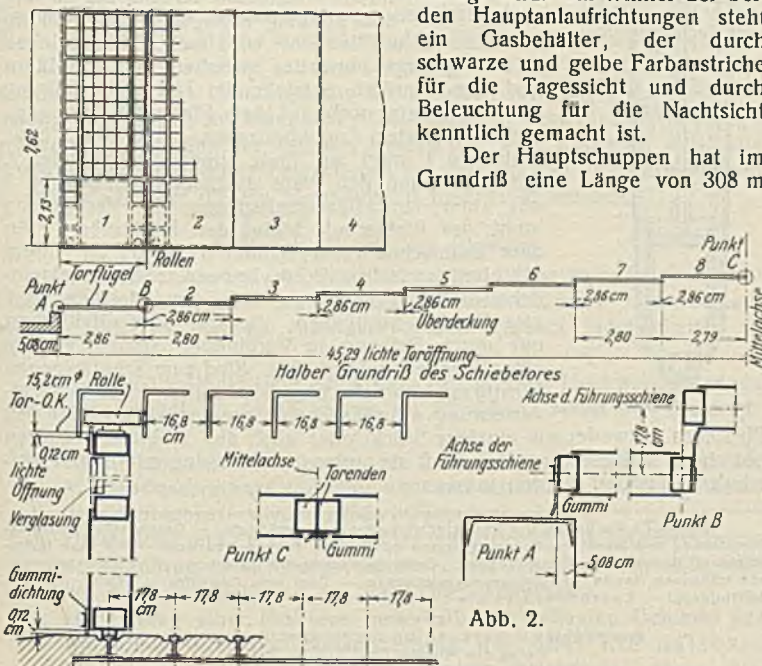 den Hauptanlaufrichtungen steht
ein Gasbehälter, der durch
schwarze und gelbe Farbanstriche
für die Tagessicht und durch
Beleuchtung für die Nachtsicht
kenntlich gemacht ist.
Der Hauptschuppen hat im
Grundriß eine Länge von 308 m
7,62
2,13
1
2
3
4
Rollen
Torflügel
Punkt
A
1
B
2
3
4
5
6
7
8
Punkt
C
2,86 cm
2,86 cm
2,86 cm
2,86 cm
2,86 cm
Überdeckung
5,08 cm
2,86
2,80
2,80
2,79
Mittelachse
45,29 lichte Toröffnung
Halber Grundriß des Schiebetores
15,2 cm ⌀ Rolle
Tor-O.K.
16,8
cm
16,8
16,8
16,8
16,8
0,12 cm
lichte
Öffnung
Verglasung
Mittelachse
Torenden
Punkt C
Gummi
Achse d. Führungsschiene
17,8
cm
Achse der
Führungsschiene
Gummi
Punkt B
Punkt A
5,08 cm
Gummi-
dichtung
0,12
cm
17,8
cm
17,8
17,8
17,8
17,8
Abb. 2.